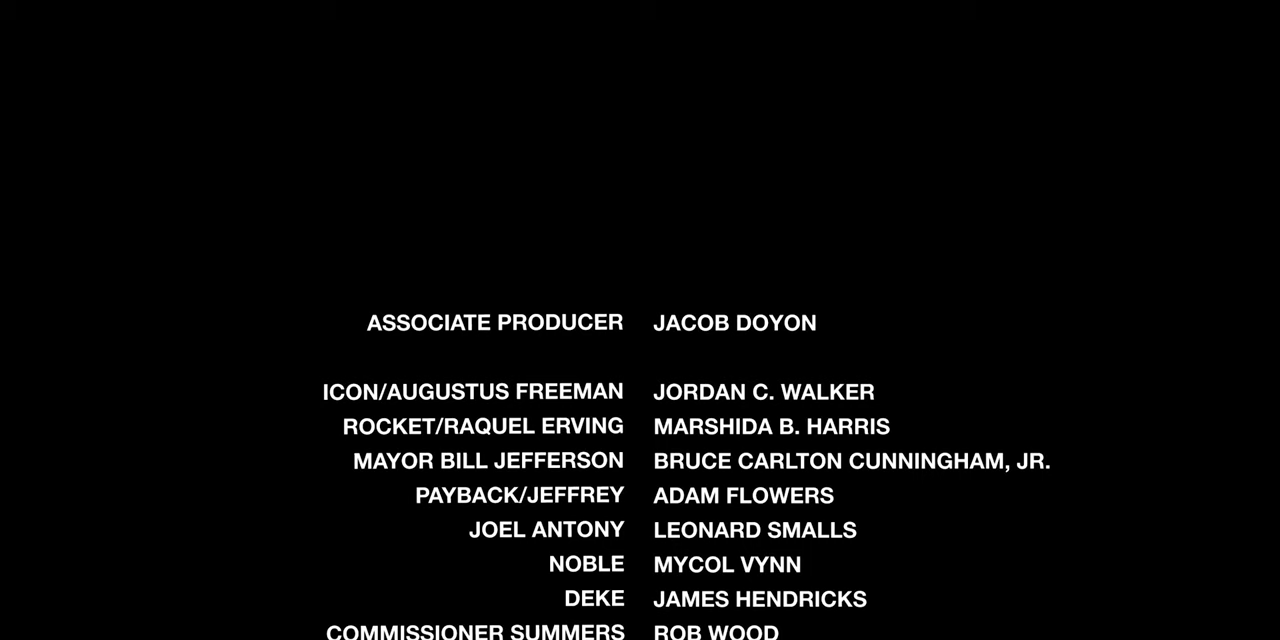 ASSOCIATE PRODUCER JACOB DOYON
ICON/AUGUSTUS FREEMAN JORDAN C. WALKER
ROCKET/RAQUEL ERVING MARSHIDA B. HARRIS
MAYOR BILL JEFFERSON BRUCE CARLTON CUNNINGHAM, JR.
PAYBACK/JEFFREY ADAM FLOWERS
JOEL ANTONY LEONARD SMALLS
NOBLE MYCOL VYNN
DEKE JAMES HENDRICKS
COMMISSIONER SUMMERS ROB WOOD